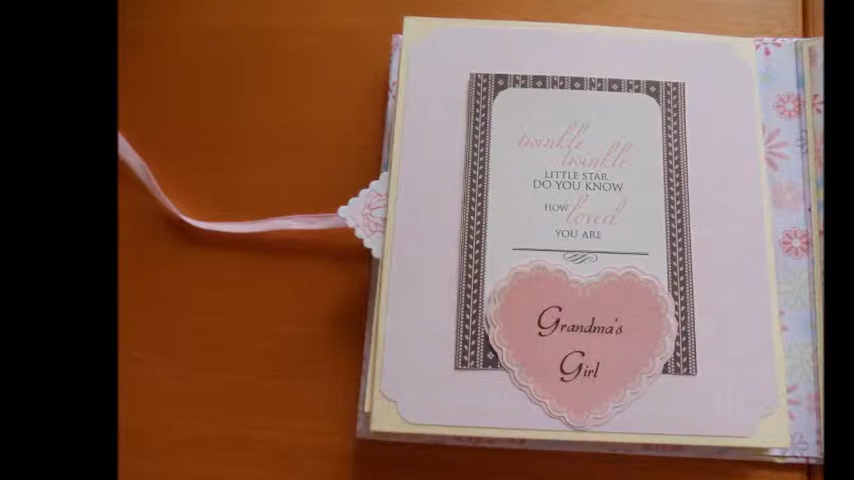 twinkle
twinkle
LITTLE STAR
DO YOU KNOW
HOW loved
YOU ARE
Grandma's
Girl